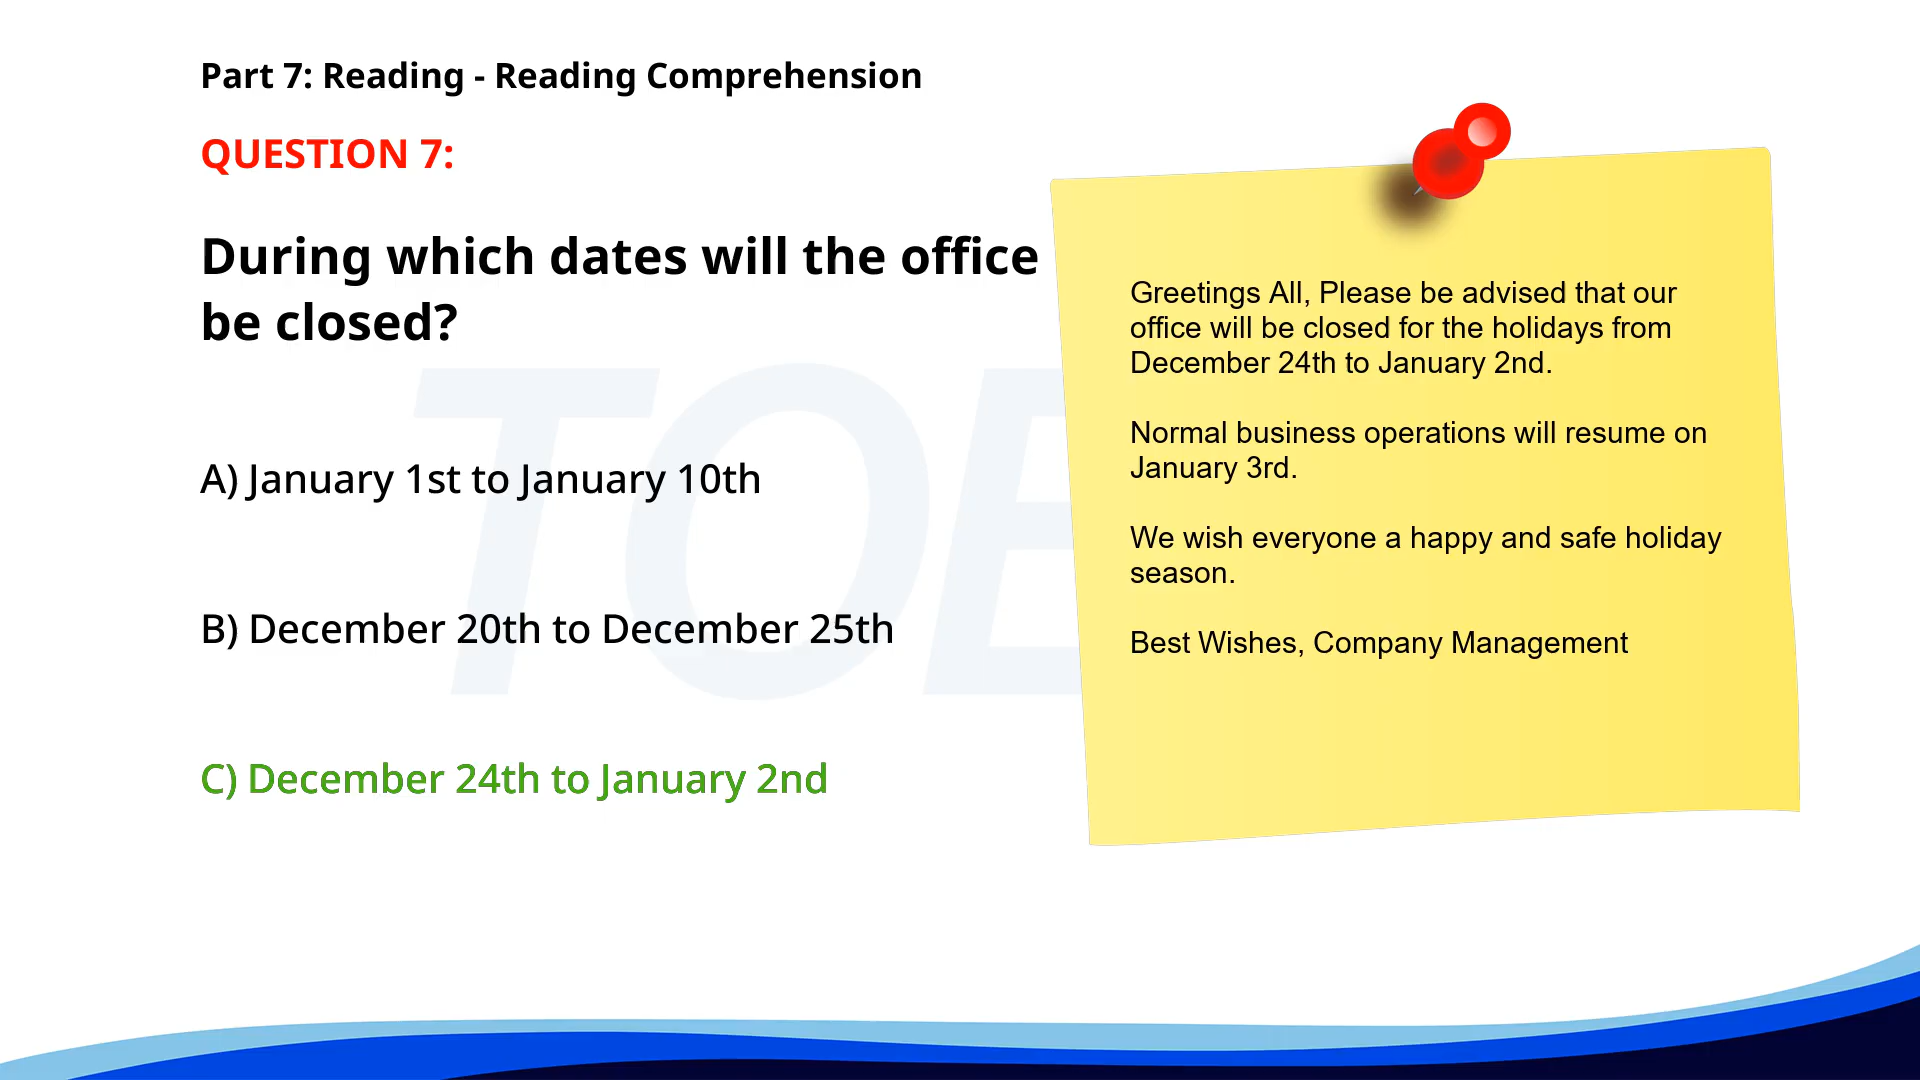 Part 7: Reading - Reading Comprehension
QUESTION 7:
During which dates will the office
be closed?
A) January 1st to January 10th
B) December 20th to December 25th
C) December 24th to January 2nd
Greetings All, Please be advised that our
office will be closed for the holidays from
December 24th to January 2nd.
Normal business operations will resume on
January 3rd.
We wish everyone a happy and safe holiday
season.
Best Wishes, Company Management
TOE